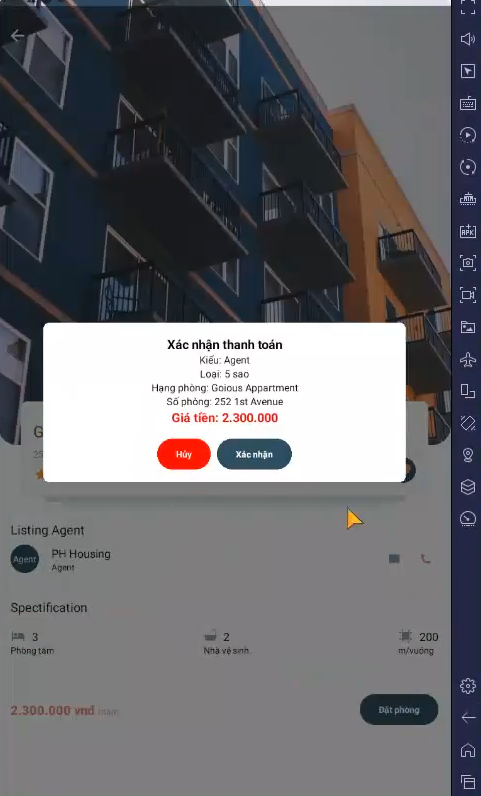 Xác nhận thanh toán
Kiểu: Agent
Loại: 5 sao
Hạng phòng: Goious Appartment
Số phòng: 252 1st Avenue
Giá tiền: 2.300.000
Hủy
Xác nhận
G
25
Listing Agent
Agent
PH Housing
Agent
Spectification
3
2
200
Phòng tắm
Nhà vệ sinh
m/vuông
2.300.000 vnd
Đặt phòng
APK